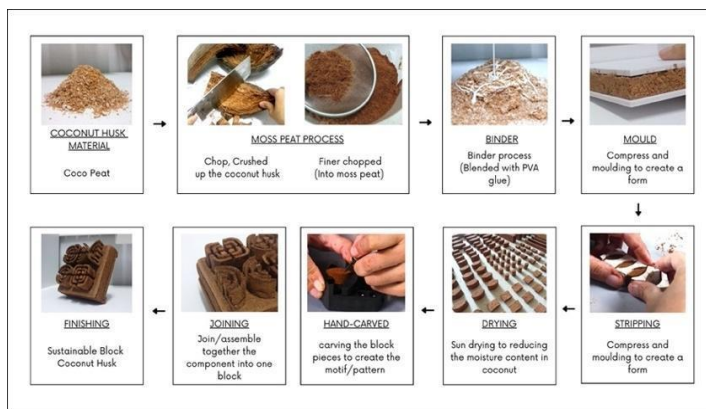 COCONUT HUSK
MATERIAL
Coco Peat
MOSS PEAT PROCESS
Chop, Crushed
up the coconut husk
Finer chopped
(Into moss peat)
BINDER
Binder process
(Blended with PVA
glue)
MOULD
Compress and
moulding to create a
form
STRIPPING
Compress and
moulding to create a
form
DRYING
Sun drying to reducing
the moisture content in
coconut
HAND-CARVED
carving the block
pieces to create the
motif/pattern
JOINING
Join/assemble
together the
component into one
block
FINISHING
Sustainable Block
Coconut Husk